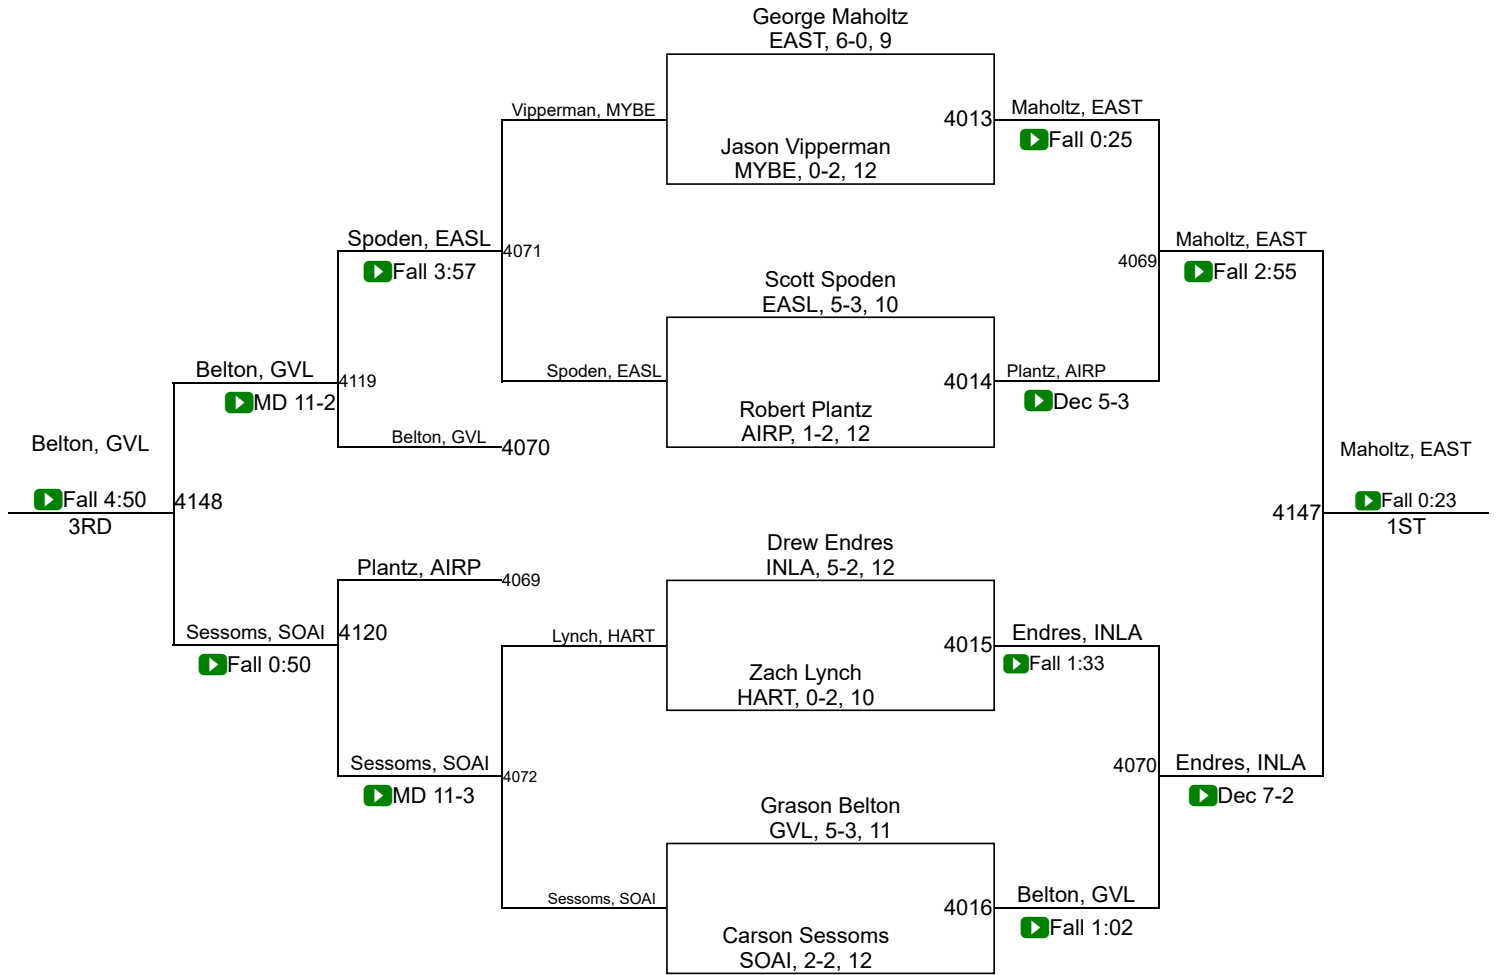 George Maholtz
EAST, 6-0, 9
Vipperman, MYBE
4013
Maholtz, EAST
Fall 0:25
Jason Vipperman
MYBE, 0-2, 12
Spoden, EASL
4071
Fall 3:57
Maholtz, EAST
4069
Fall 2:55
Scott Spoden
EASL, 5-3, 10
Belton, GVL
4119
MD 11-2
Spoden, EASL
4014
Plantz, AIRP
Dec 5-3
Robert Plantz
AIRP, 1-2, 12
Belton, GVL
4070
Belton, GVL
Fall 4:50
4148
3RD
Maholtz, EAST
Fall 0:23
4147
1ST
Drew Endres
INLA, 5-2, 12
Plantz, AIRP
4069
Sessoms, SOAI
4120
Fall 0:50
Lynch, HART
4015
Endres, INLA
Fall 1:33
Zach Lynch
HART, 0-2, 10
Sessoms, SOAI
4072
MD 11-3
4070
Endres, INLA
Dec 7-2
Grason Belton
GVL, 5-3, 11
Sessoms, SOAI
4016
Belton, GVL
Fall 1:02
Carson Sessoms
SOAI, 2-2, 12